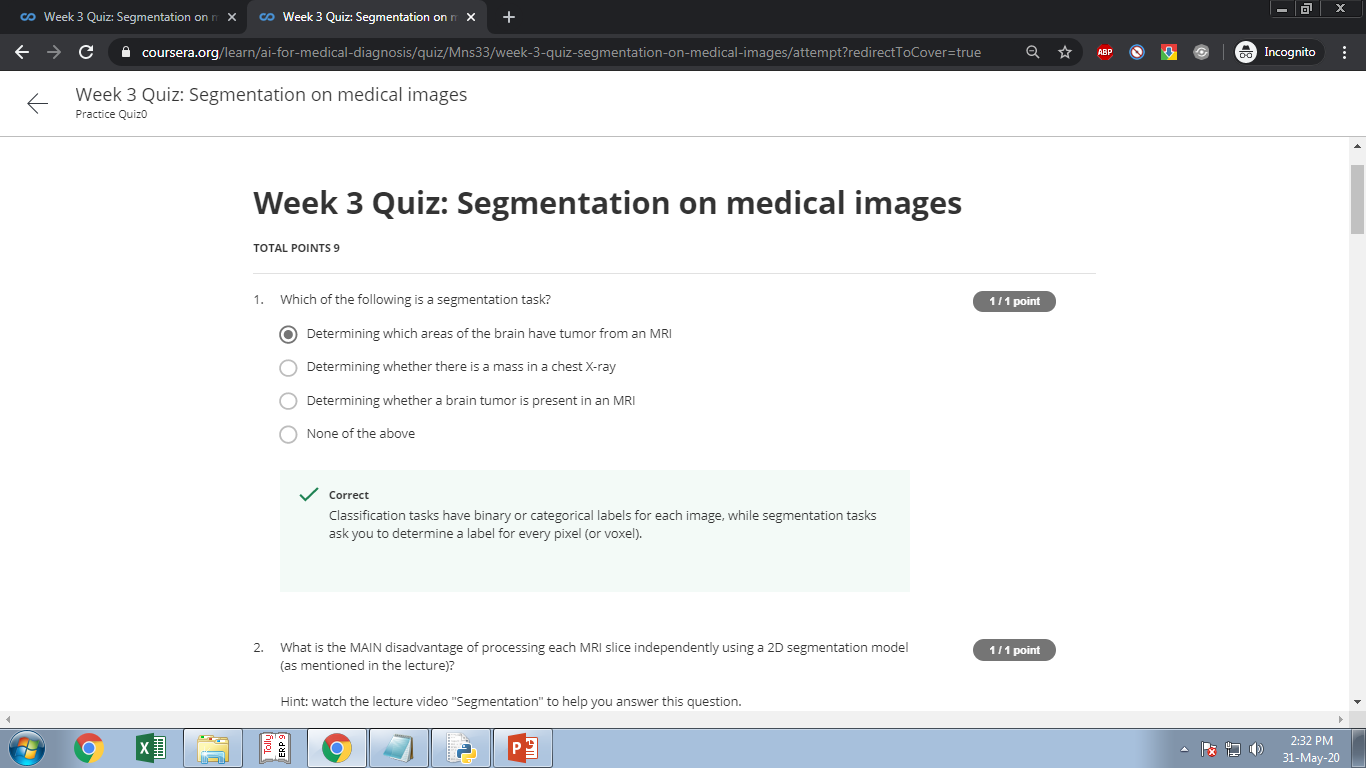 Week 3 Quiz: Segmentation on n
Week 3 Quiz: Segmentation on n
coursera.org/learn/ai-for-medical-diagnosis/quiz/Mns33/week-3-quiz-segmentation-on-medical-images/attempt?redirectToCover=true
ABP
Incognito
Week 3 Quiz: Segmentation on medical images
Practice Quiz0
Week 3 Quiz: Segmentation on medical images
TOTAL POINTS 9
1. Which of the following is a segmentation task?
1 / 1 point
Determining which areas of the brain have tumor from an MRI
Determining whether there is a mass in a chest X-ray
Determining whether a brain tumor is present in an MRI
None of the above
Correct
Classification tasks have binary or categorical labels for each image, while segmentation tasks
ask you to determine a label for every pixel (or voxel).
2. What is the MAIN disadvantage of processing each MRI slice independently using a 2D segmentation model
(as mentioned in the lecture)?
1 / 1 point
Hint: watch the lecture video "Segmentation" to help you answer this question.
Tally
ERP 9
2:32 PM
31-May-20